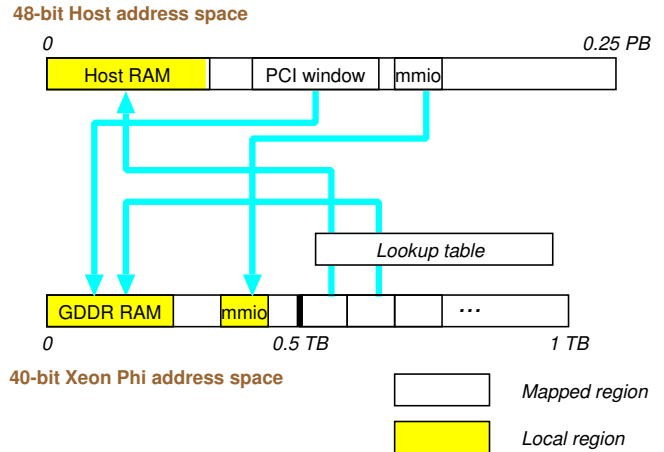 48-bit Host address space
0 0.25 PB
Host RAM PCI window mmio
Lookup table
GDDR RAM mmio ...
0 0.5 TB 1 TB
40-bit Xeon Phi address space
Mapped region
Local region